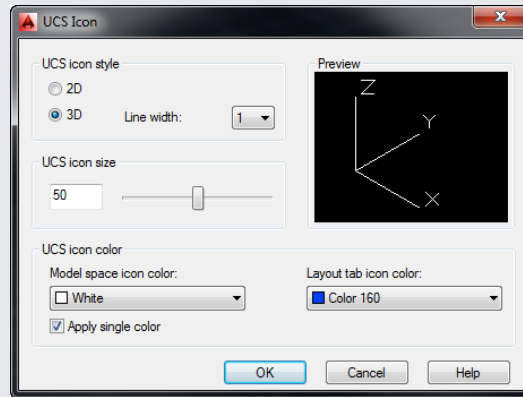 UCS Icon
UCS icon style
2D
3D
Line width:
1
Preview
Z
Y
X
UCS icon size
50
UCS icon color
Model space icon color:
White
Layout tab icon color:
Color 160
Apply single color
OK
Cancel
Help